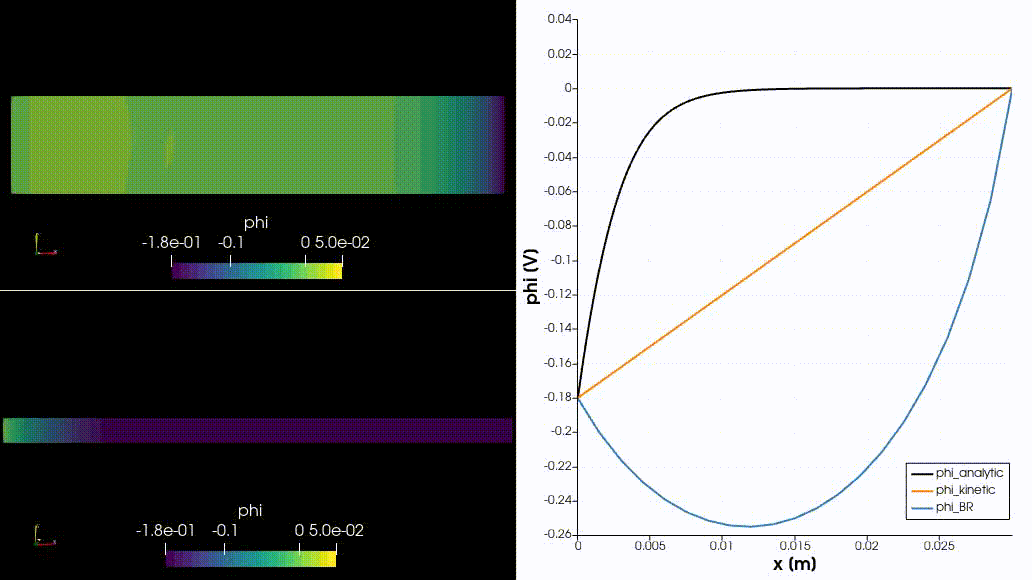 phi
-1.8e-01 -0.1 0 5.0e-02
phi
-1.8e-01 -0.1 0 5.0e-02
0.04
0.02
0
-0.02
-0.04
-0.06
-0.08
-0.1
-0.12
-0.14
-0.16
-0.18
-0.2
-0.22
-0.24
-0.26
phi (V)
0 0.005 0.01 0.015 0.02 0.025
x (m)
phi_analytic
phi_kinetic
phi_BR